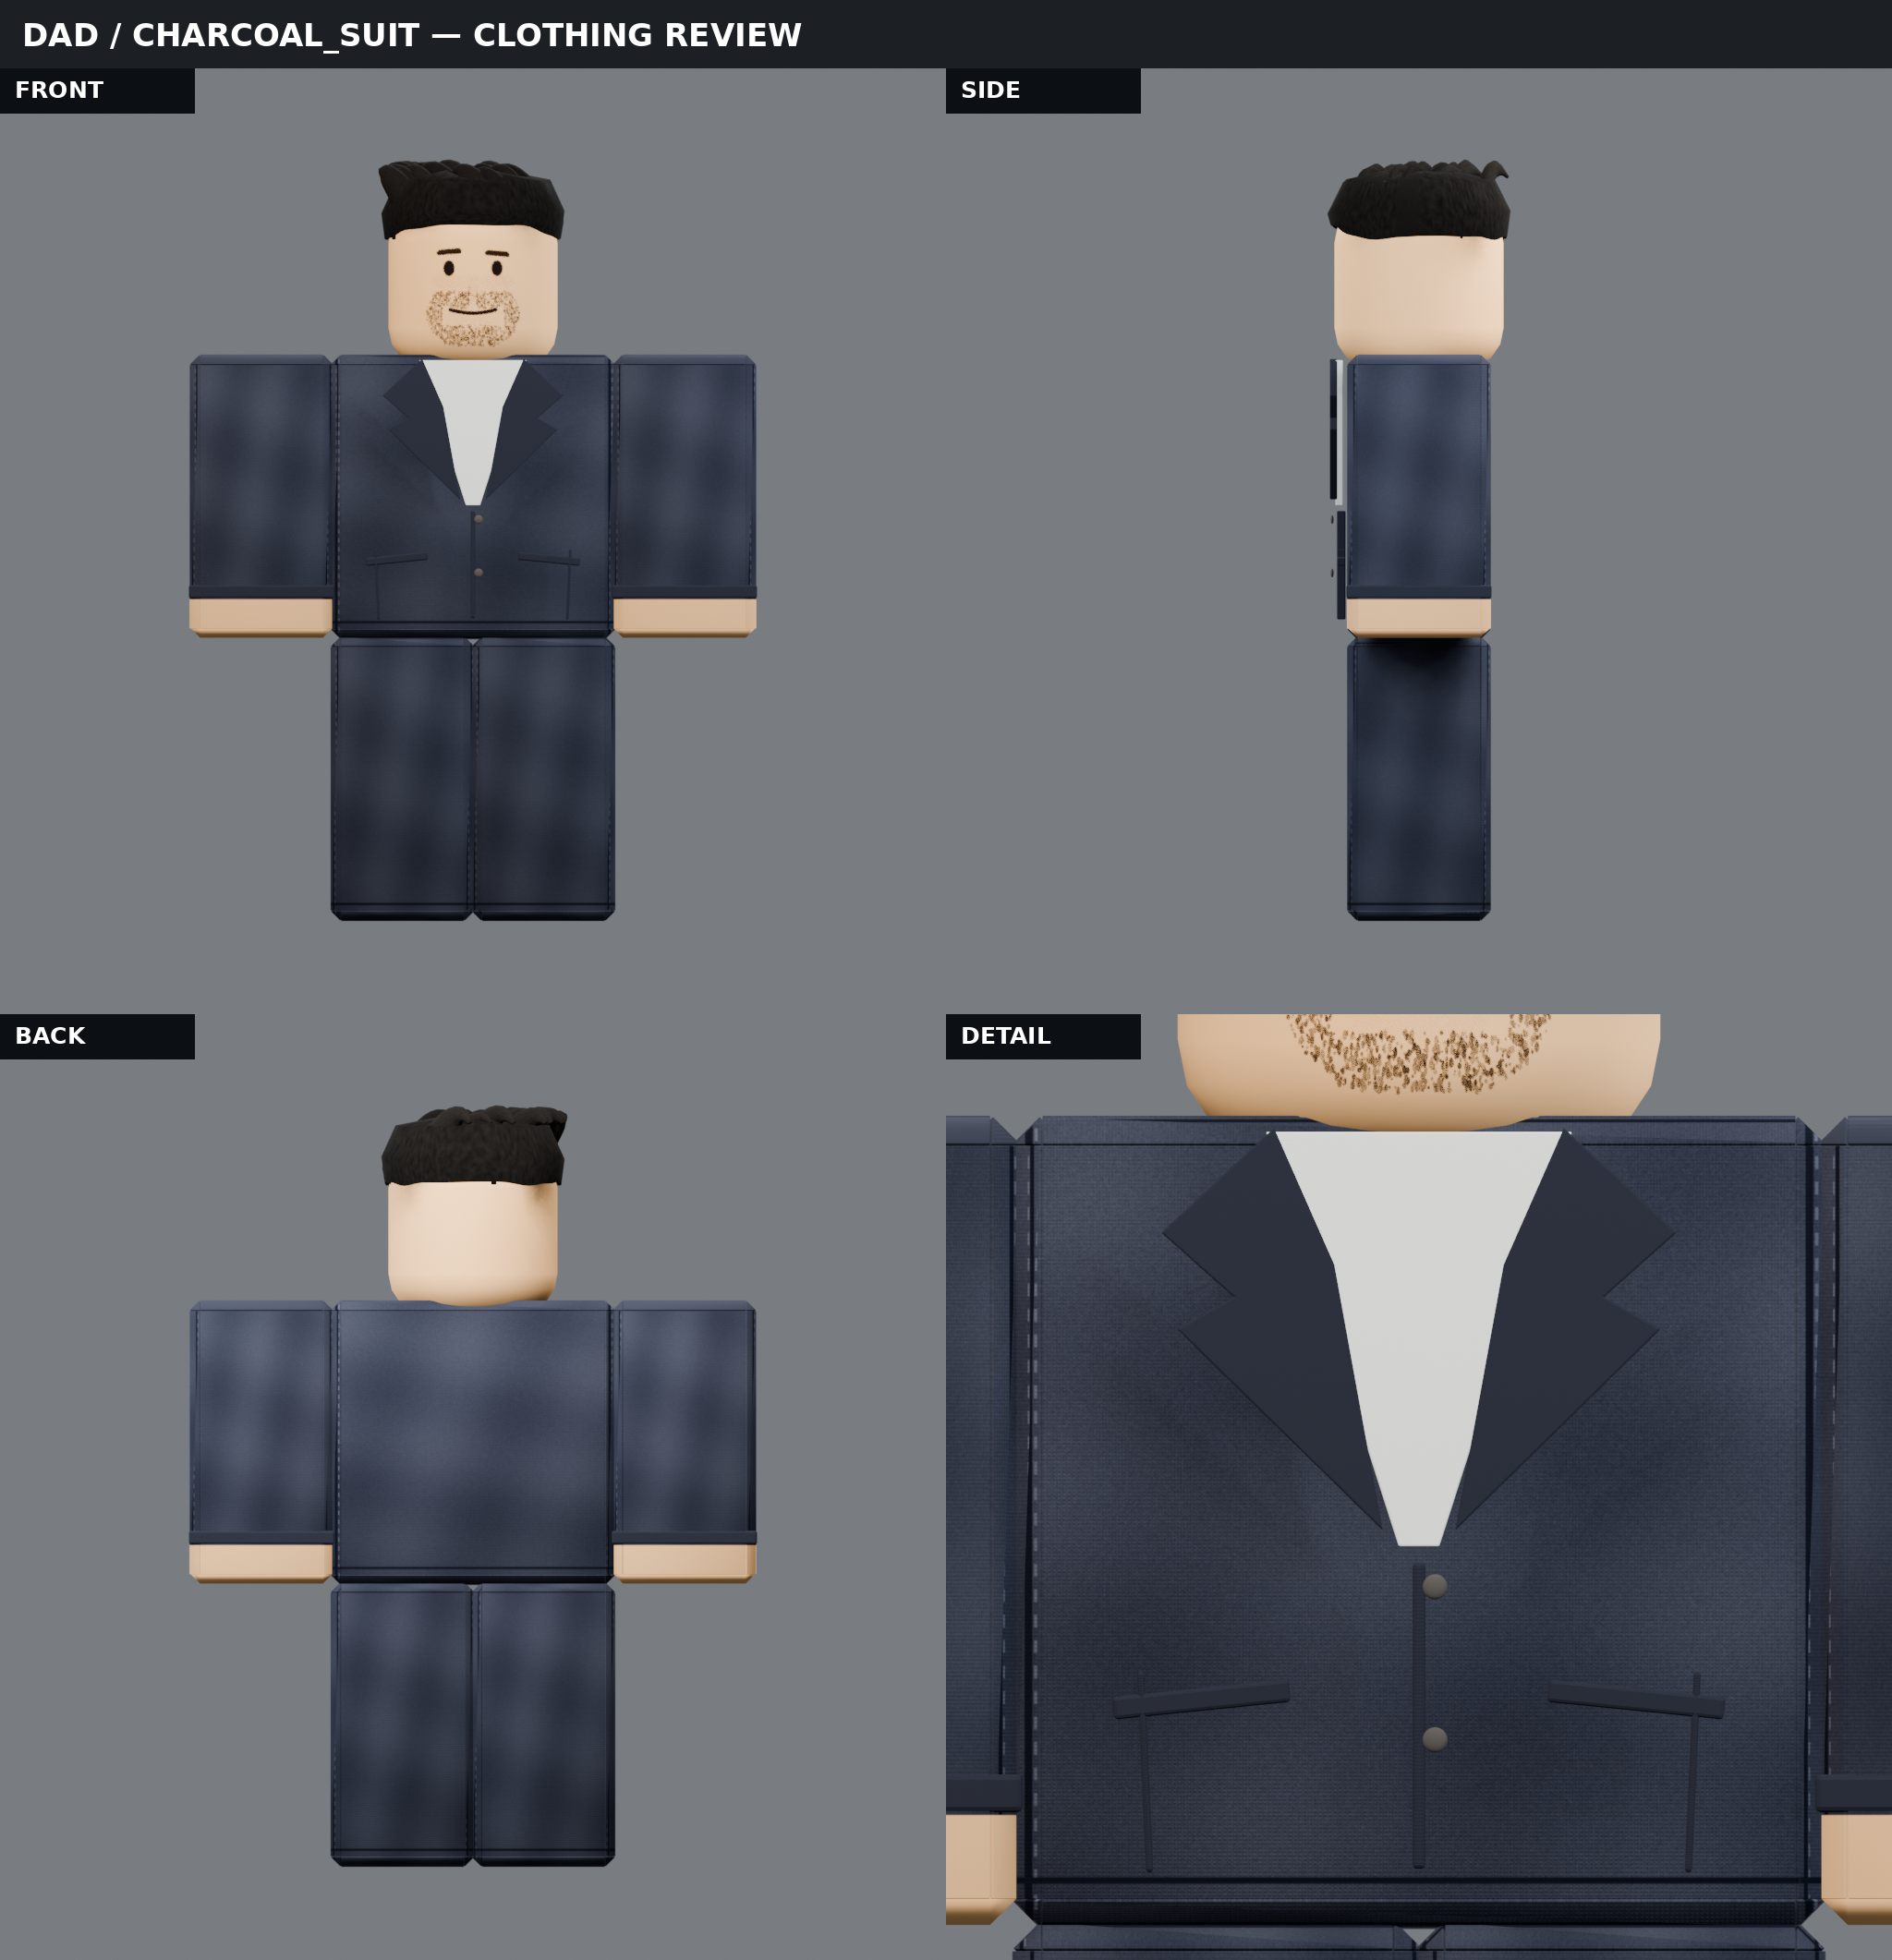 DAD / CHARCOAL_SUIT — CLOTHING REVIEW
FRONT
SIDE
BACK
DETAIL